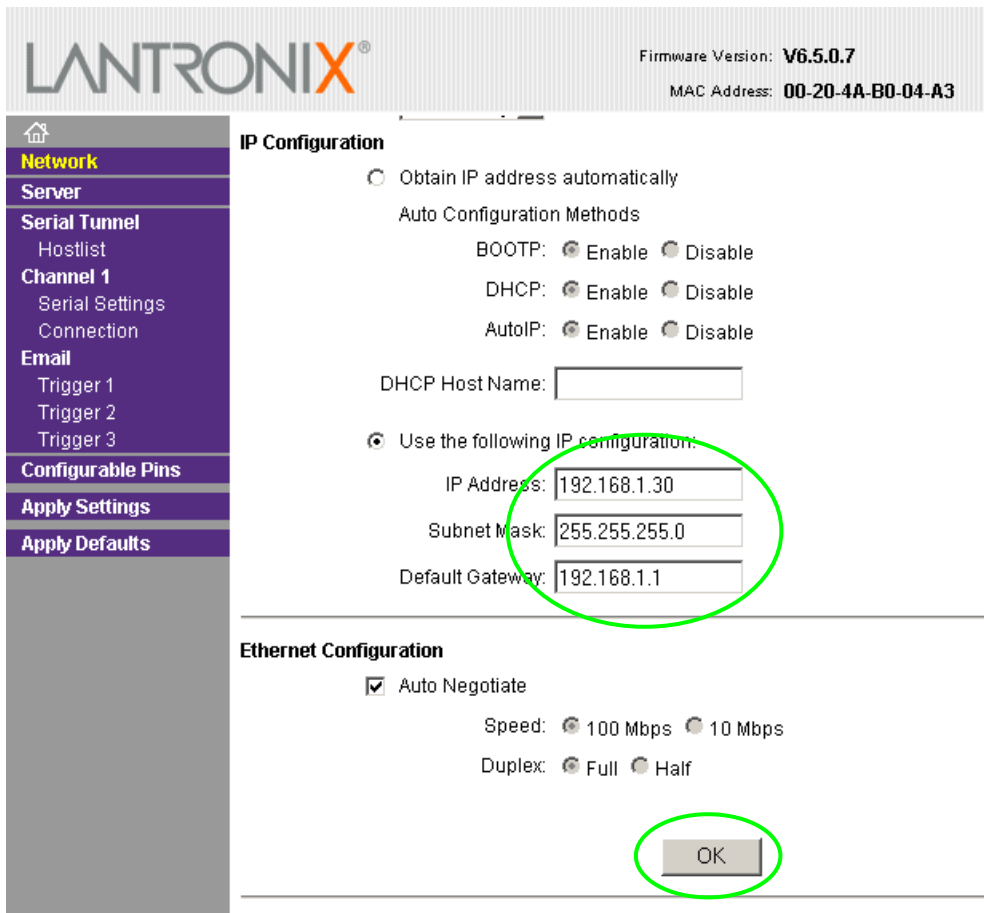 LANTRONIX®
Firmware Version: V6.5.0.7
MAC Address: 00-20-4A-B0-04-A3
Network
Server
Serial Tunnel
Hostlist
Channel 1
Serial Settings
Connection
Email
Trigger 1
Trigger 2
Trigger 3
Configurable Pins
Apply Settings
Apply Defaults
IP Configuration
Obtain IP address automatically
Auto Configuration Methods
BOOTP: Enable Disable
DHCP: Enable Disable
AutoIP: Enable Disable
DHCP Host Name:
Use the following IP configuration:
IP Address: 192.168.1.30
Subnet Mask: 255.255.255.0
Default Gateway: 192.168.1.1
Ethernet Configuration
Auto Negotiate
Speed: 100 Mbps 10 Mbps
Duplex: Full Half
OK